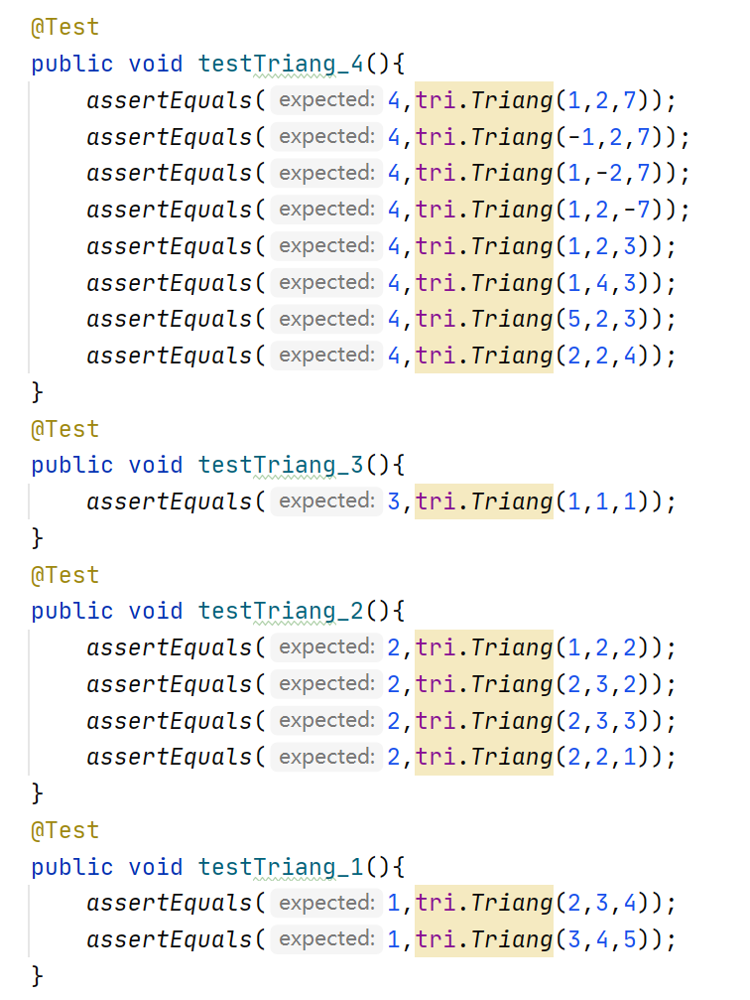 @Test
public void testTriang_4(){
assertEquals( expected: 4,tri.Triang(1,2,7));
assertEquals( expected: 4,tri.Triang(-1,2,7));
assertEquals( expected: 4,tri.Triang(1,-2,7));
assertEquals( expected: 4,tri.Triang(1,2,-7));
assertEquals( expected: 4,tri.Triang(1,2,3));
assertEquals( expected: 4,tri.Triang(1,4,3));
assertEquals( expected: 4,tri.Triang(5,2,3));
assertEquals( expected: 4,tri.Triang(2,2,4));
}
@Test
public void testTriang_3(){
assertEquals( expected: 3,tri.Triang(1,1,1));
}
@Test
public void testTriang_2(){
assertEquals( expected: 2,tri.Triang(1,2,2));
assertEquals( expected: 2,tri.Triang(2,3,2));
assertEquals( expected: 2,tri.Triang(2,3,3));
assertEquals( expected: 2,tri.Triang(2,2,1));
}
@Test
public void testTriang_1(){
assertEquals( expected: 1,tri.Triang(2,3,4));
assertEquals( expected: 1,tri.Triang(3,4,5));
}